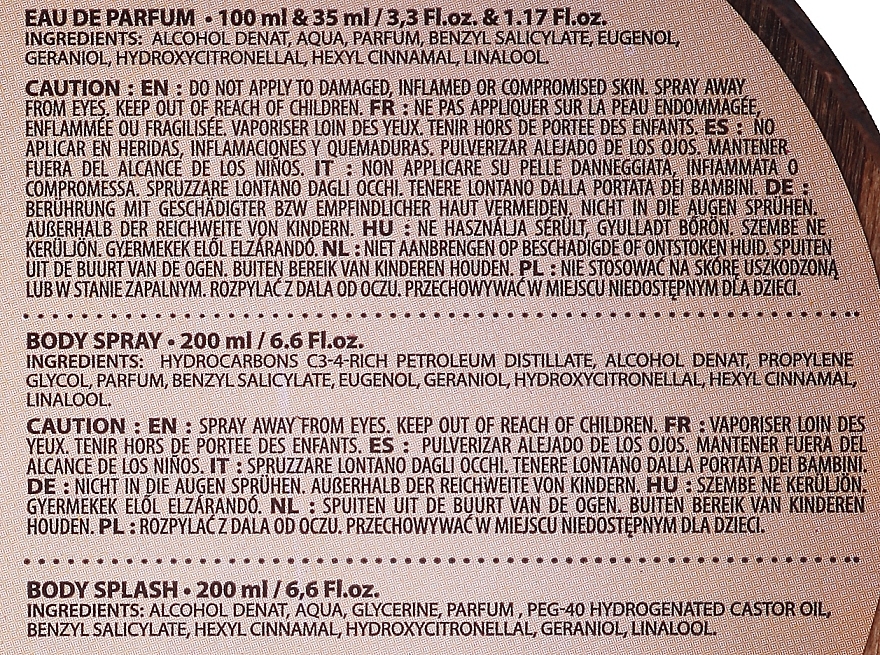 EAU DE PARFUM • 100 ml & 35 ml / 3,3 Fl.oz. & 1.17 Fl.oz.
INGREDIENTS: ALCOHOL DENAT, AQUA, PARFUM, BENZYL SALICYLATE, EUGENOL,
GERANIOL, HYDROXYCITRONELLAL, HEXYL CINNAMAL, LINALOOL.
CAUTION : EN : DO NOT APPLY TO DAMAGED, INFLAMED OR COMPROMISED SKIN. SPRAY AWAY
FROM EYES. KEEP OUT OF REACH OF CHILDREN. FR : NE PAS APPLIQUER SUR LA PEAU ENDOMMAGÉE,
ENFLAMMÉE OU FRAGILISÉE. VAPORISER LOIN DES YEUX. TENIR HORS DE PORTEE DES ENFANTS. ES : NO
APLICAR EN HERIDAS, INFLAMACIONES Y QUEMADURAS. PULVERIZAR ALEJADO DE LOS OJOS. MANTENER
FUERA DEL ALCANCE DE LOS NIÑOS. IT : NON APPLICARE SU PELLE DANNEGGIATA, INFIAMMATA O
COMPROMESSA. SPRUZZARE LONTANO DAGLI OCCHI. TENERE LONTANO DALLA PORTATA DEI BAMBINI. DE :
BERÜHRUNG MIT GESCHÄDIGTER BZW EMPFINDLICHER HAUT VERMEIDEN. NICHT IN DIE AUGEN SPRÜHEN.
AUßERHALB DER REICHWEITE VON KINDERN. HU : NE HASZNÁLJA SÉRÜLT, GYULLADT BŐRÖN. SZEMBE NE
KERÜLJÖN. GYERMEKEK ELŐL ELZÁRANDÓ. NL : NIET AANBRENGEN OP BESCHADIGDE OF ONTSTOKEN HUID. SPUITEN
UIT DE BUURT VAN DE OGEN. BUITEN BEREIK VAN KINDEREN HOUDEN. PL : NIE STOSOWAĆ NA SKÓRĘ USZKODZONĄ
LUB W STANIE ZAPALNYM. ROZPYLAĆ Z DALA OD OCZU. PRZECHOWYWAĆ W MIEJSCU NIEDOSTĘPNYM DLA DZIECI.
BODY SPRAY • 200 ml / 6.6 Fl.oz.
INGREDIENTS: HYDROCARBONS C3-4-RICH PETROLEUM DISTILLATE, ALCOHOL DENAT, PROPYLENE
GLYCOL, PARFUM, BENZYL SALICYLATE, EUGENOL, GERANIOL, HYDROXYCITRONELLAL, HEXYL CINNAMAL,
LINALOOL.
CAUTION : EN : SPRAY AWAY FROM EYES. KEEP OUT OF REACH OF CHILDREN. FR : VAPORISER LOIN DES
YEUX. TENIR HORS DE PORTEE DES ENFANTS. ES : PULVERIZAR ALEJADO DE LOS OJOS. MANTENER FUERA DEL
ALCANCE DE LOS NIÑOS. IT : SPRUZZARE LONTANO DAGLI OCCHI. TENERE LONTANO DALLA PORTATA DEI BAMBINI.
DE : NICHT IN DIE AUGEN SPRÜHEN. AUßERHALB DER REICHWEITE VON KINDERN. HU : SZEMBE NE KERÜLJÖN.
GYERMEKEK ELŐL ELZÁRANDÓ. NL : SPUITEN UIT DE BUURT VAN DE OGEN. BUITEN BEREIK VAN KINDEREN
HOUDEN. PL : ROZPYLAĆ Z DALA OD OCZU. PRZECHOWYWAĆ W MIEJSCU NIEDOSTĘPNYM DLA DZIECI.
BODY SPLASH • 200 ml / 6,6 Fl.oz.
INGREDIENTS: ALCOHOL DENAT, AQUA, GLYCERINE, PARFUM , PEG-40 HYDROGENATED CASTOR OIL,
BENZYL SALICYLATE, HEXYL CINNAMAL, HYDROXYCITRONELLAL, GERANIOL, LINALOOL.